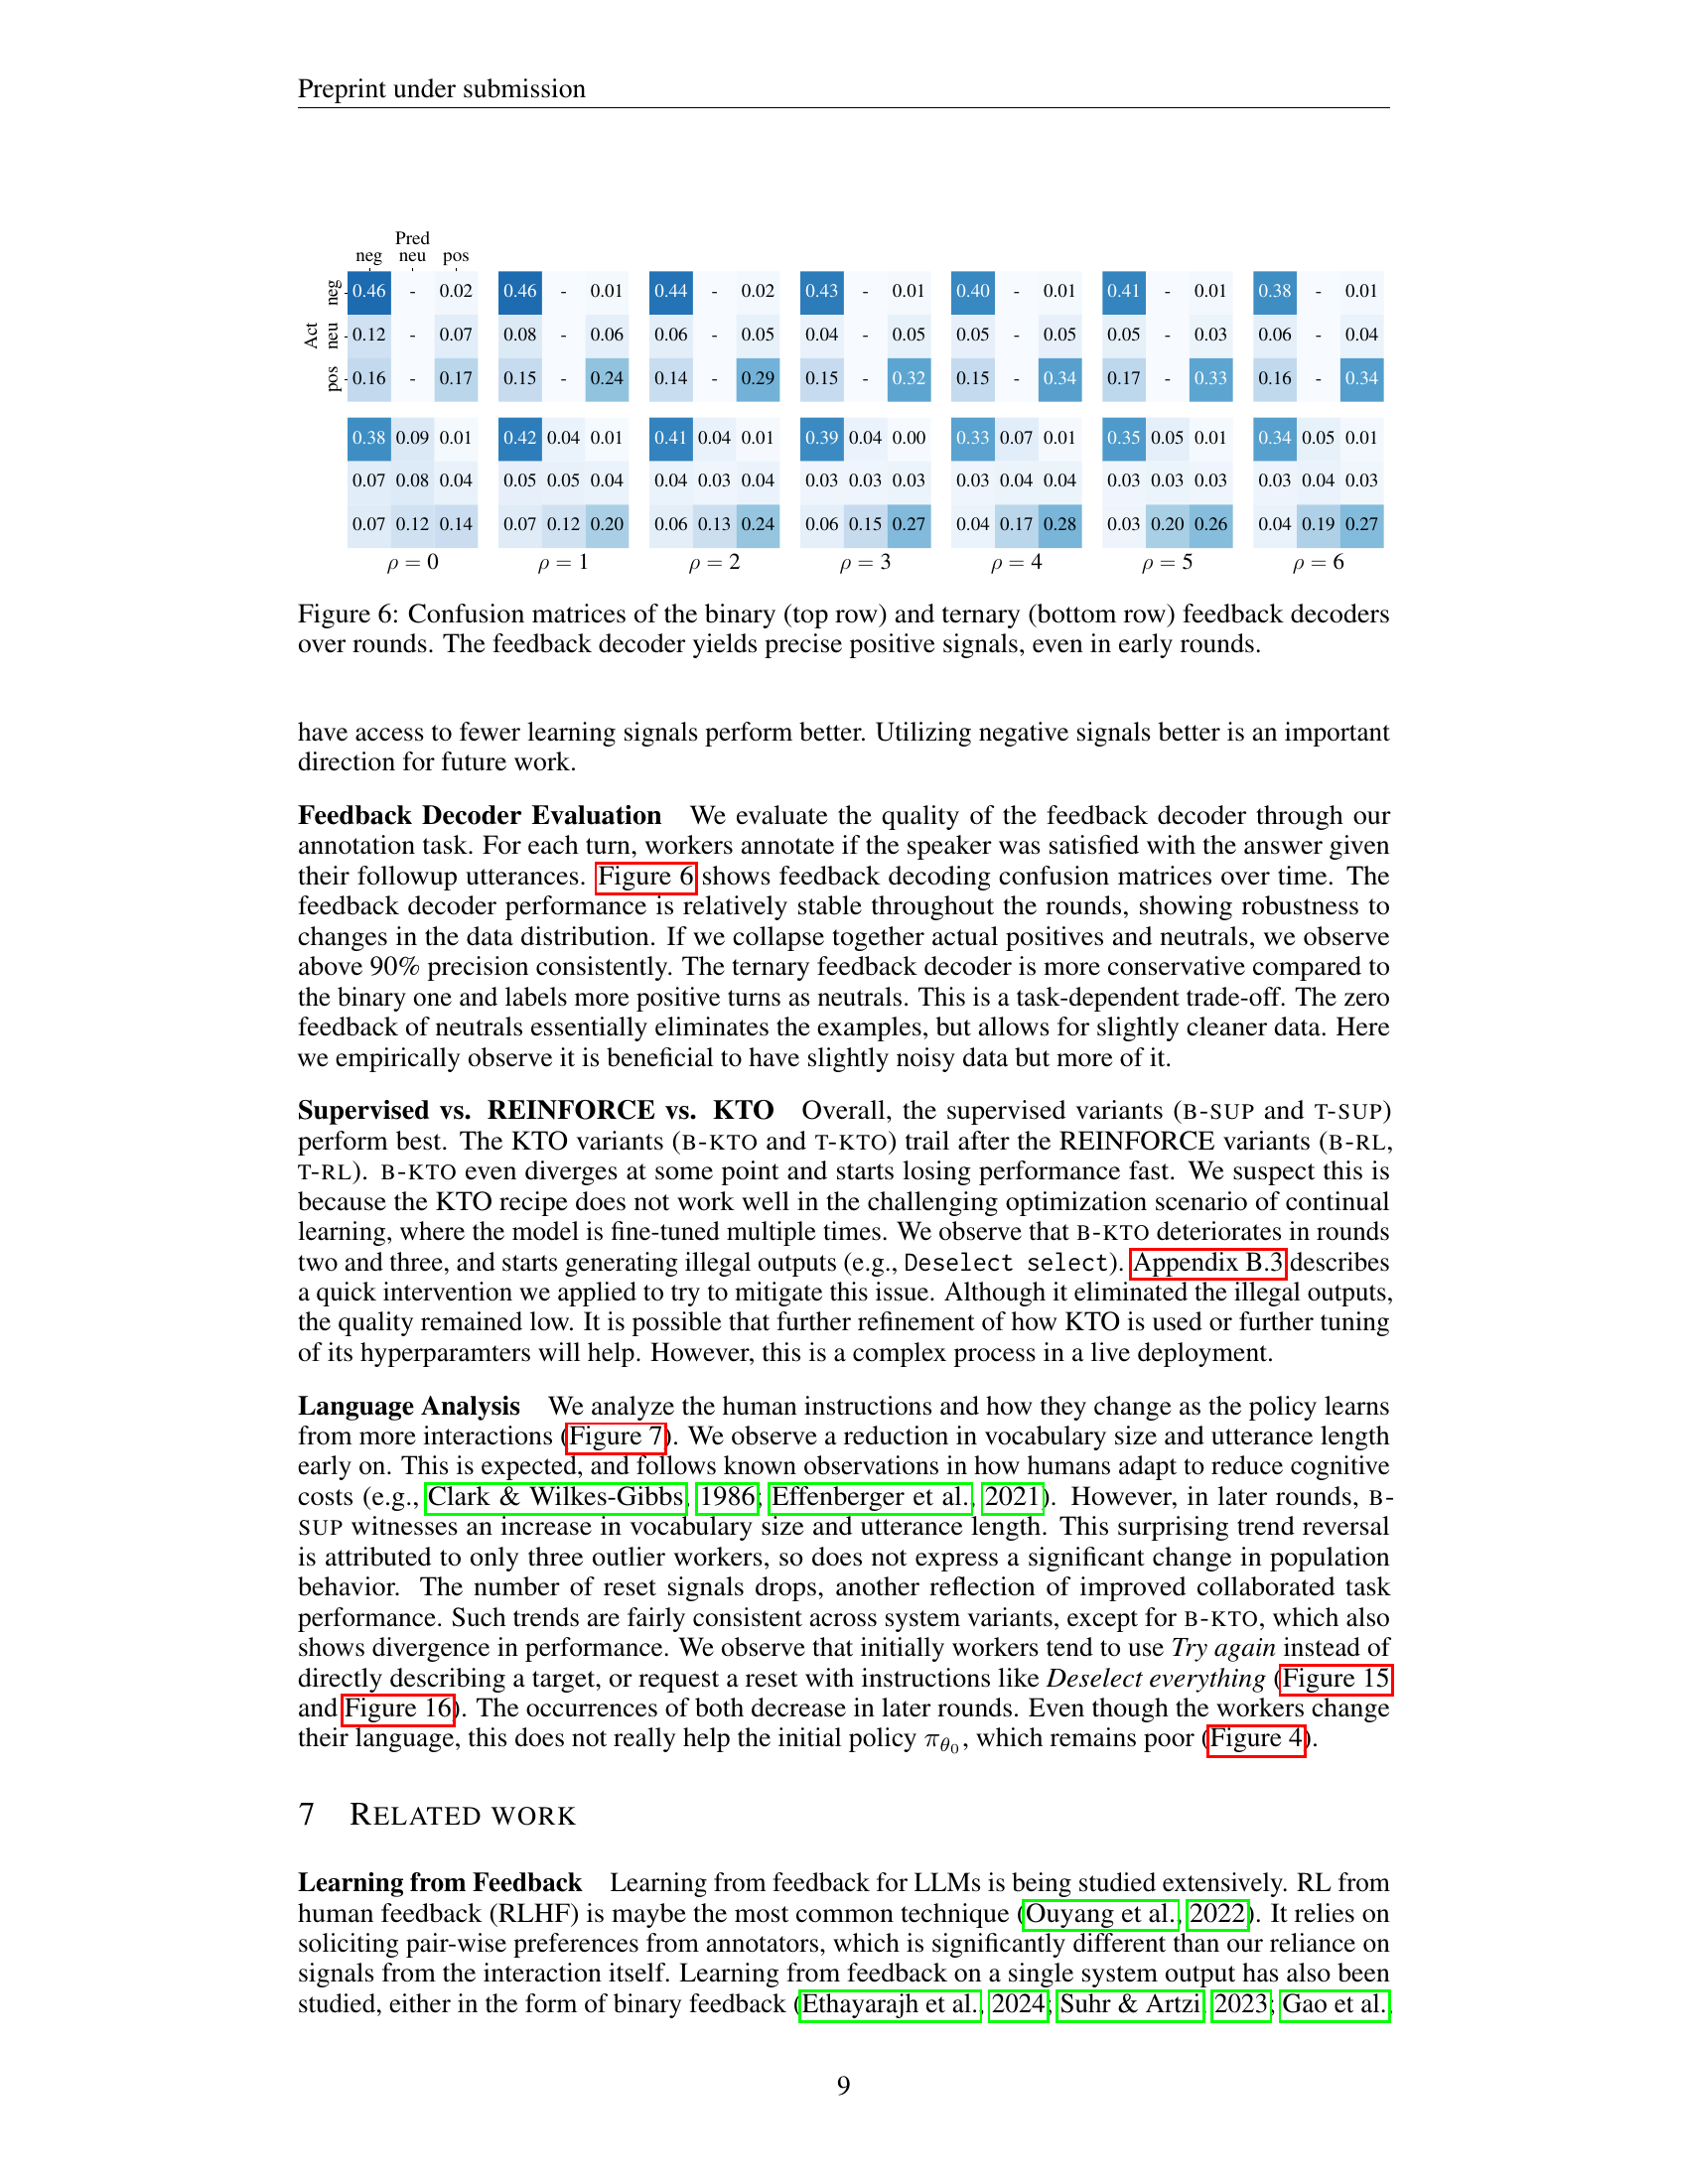 Preprint under submission
Pred
neg neu pos
Act
neg 0.46 - 0.02 0.46 - 0.01 0.44 - 0.02 0.43 - 0.01 0.40 - 0.01 0.41 - 0.01 0.38 - 0.01
neu 0.12 - 0.07 0.08 - 0.06 0.06 - 0.05 0.04 - 0.05 0.05 - 0.05 0.05 - 0.03 0.06 - 0.04
pos 0.16 - 0.17 0.15 - 0.24 0.14 - 0.29 0.15 - 0.32 0.15 - 0.34 0.17 - 0.33 0.16 - 0.34
0.38 0.09 0.01 0.42 0.04 0.01 0.41 0.04 0.01 0.39 0.04 0.00 0.33 0.07 0.01 0.35 0.05 0.01 0.34 0.05 0.01
0.07 0.08 0.04 0.05 0.05 0.04 0.04 0.03 0.04 0.03 0.03 0.03 0.03 0.04 0.04 0.03 0.03 0.03 0.03 0.04 0.03
0.07 0.12 0.14 0.07 0.12 0.20 0.06 0.13 0.24 0.06 0.15 0.27 0.04 0.17 0.28 0.03 0.20 0.26 0.04 0.19 0.27
ρ = 0 ρ = 1 ρ = 2 ρ = 3 ρ = 4 ρ = 5 ρ = 6
Figure 6: Confusion matrices of the binary (top row) and ternary (bottom row) feedback decoders
over rounds. The feedback decoder yields precise positive signals, even in early rounds.
have access to fewer learning signals perform better. Utilizing negative signals better is an important
direction for future work.
Feedback Decoder Evaluation We evaluate the quality of the feedback decoder through our
annotation task. For each turn, workers annotate if the speaker was satisfied with the answer given
their followup utterances. Figure 6 shows feedback decoding confusion matrices over time. The
feedback decoder performance is relatively stable throughout the rounds, showing robustness to
changes in the data distribution. If we collapse together actual positives and neutrals, we observe
above 90% precision consistently. The ternary feedback decoder is more conservative compared to
the binary one and labels more positive turns as neutrals. This is a task-dependent trade-off. The zero
feedback of neutrals essentially eliminates the examples, but allows for slightly cleaner data. Here
we empirically observe it is beneficial to have slightly noisy data but more of it.
Supervised vs. REINFORCE vs. KTO Overall, the supervised variants (B-SUP and T-SUP)
perform best. The KTO variants (B-KTO and T-KTO) trail after the REINFORCE variants (B-RL,
T-RL). B-KTO even diverges at some point and starts losing performance fast. We suspect this is
because the KTO recipe does not work well in the challenging optimization scenario of continual
learning, where the model is fine-tuned multiple times. We observe that B-KTO deteriorates in rounds
two and three, and starts generating illegal outputs (e.g., Deselect select). Appendix B.3 describes
a quick intervention we applied to try to mitigate this issue. Although it eliminated the illegal outputs,
the quality remained low. It is possible that further refinement of how KTO is used or further tuning
of its hyperparamters will help. However, this is a complex process in a live deployment.
Language Analysis We analyze the human instructions and how they change as the policy learns
from more interactions (Figure 7). We observe a reduction in vocabulary size and utterance length
early on. This is expected, and follows known observations in how humans adapt to reduce cognitive
costs (e.g., Clark & Wilkes-Gibbs, 1986; Effenberger et al., 2021). However, in later rounds, B-
SUP witnesses an increase in vocabulary size and utterance length. This surprising trend reversal
is attributed to only three outlier workers, so does not express a significant change in population
behavior. The number of reset signals drops, another reflection of improved collaborated task
performance. Such trends are fairly consistent across system variants, except for B-KTO, which also
shows divergence in performance. We observe that initially workers tend to use Try again instead of
directly describing a target, or request a reset with instructions like Deselect everything (Figure 15
and Figure 16). The occurrences of both decrease in later rounds. Even though the workers change
their language, this does not really help the initial policy πθ0, which remains poor (Figure 4).
7 RELATED WORK
Learning from Feedback Learning from feedback for LLMs is being studied extensively. RL from
human feedback (RLHF) is maybe the most common technique (Ouyang et al., 2022). It relies on
soliciting pair-wise preferences from annotators, which is significantly different than our reliance on
signals from the interaction itself. Learning from feedback on a single system output has also been
studied, either in the form of binary feedback (Ethayarajh et al., 2024; Suhr & Artzi, 2023; Gao et al.,
9